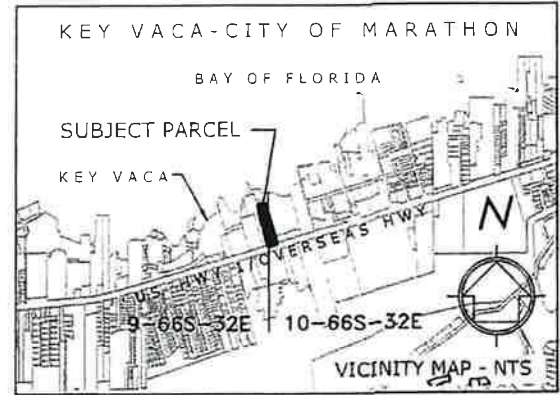 KEY VACA-CITY OF MARATHON
BAY OF FLORIDA
SUBJECT PARCEL
KEY VACA
U.S. HWY 1/OVERSEAS HWY
N
9-66S-32E
10-66S-32E
VICINITY MAP - NTS